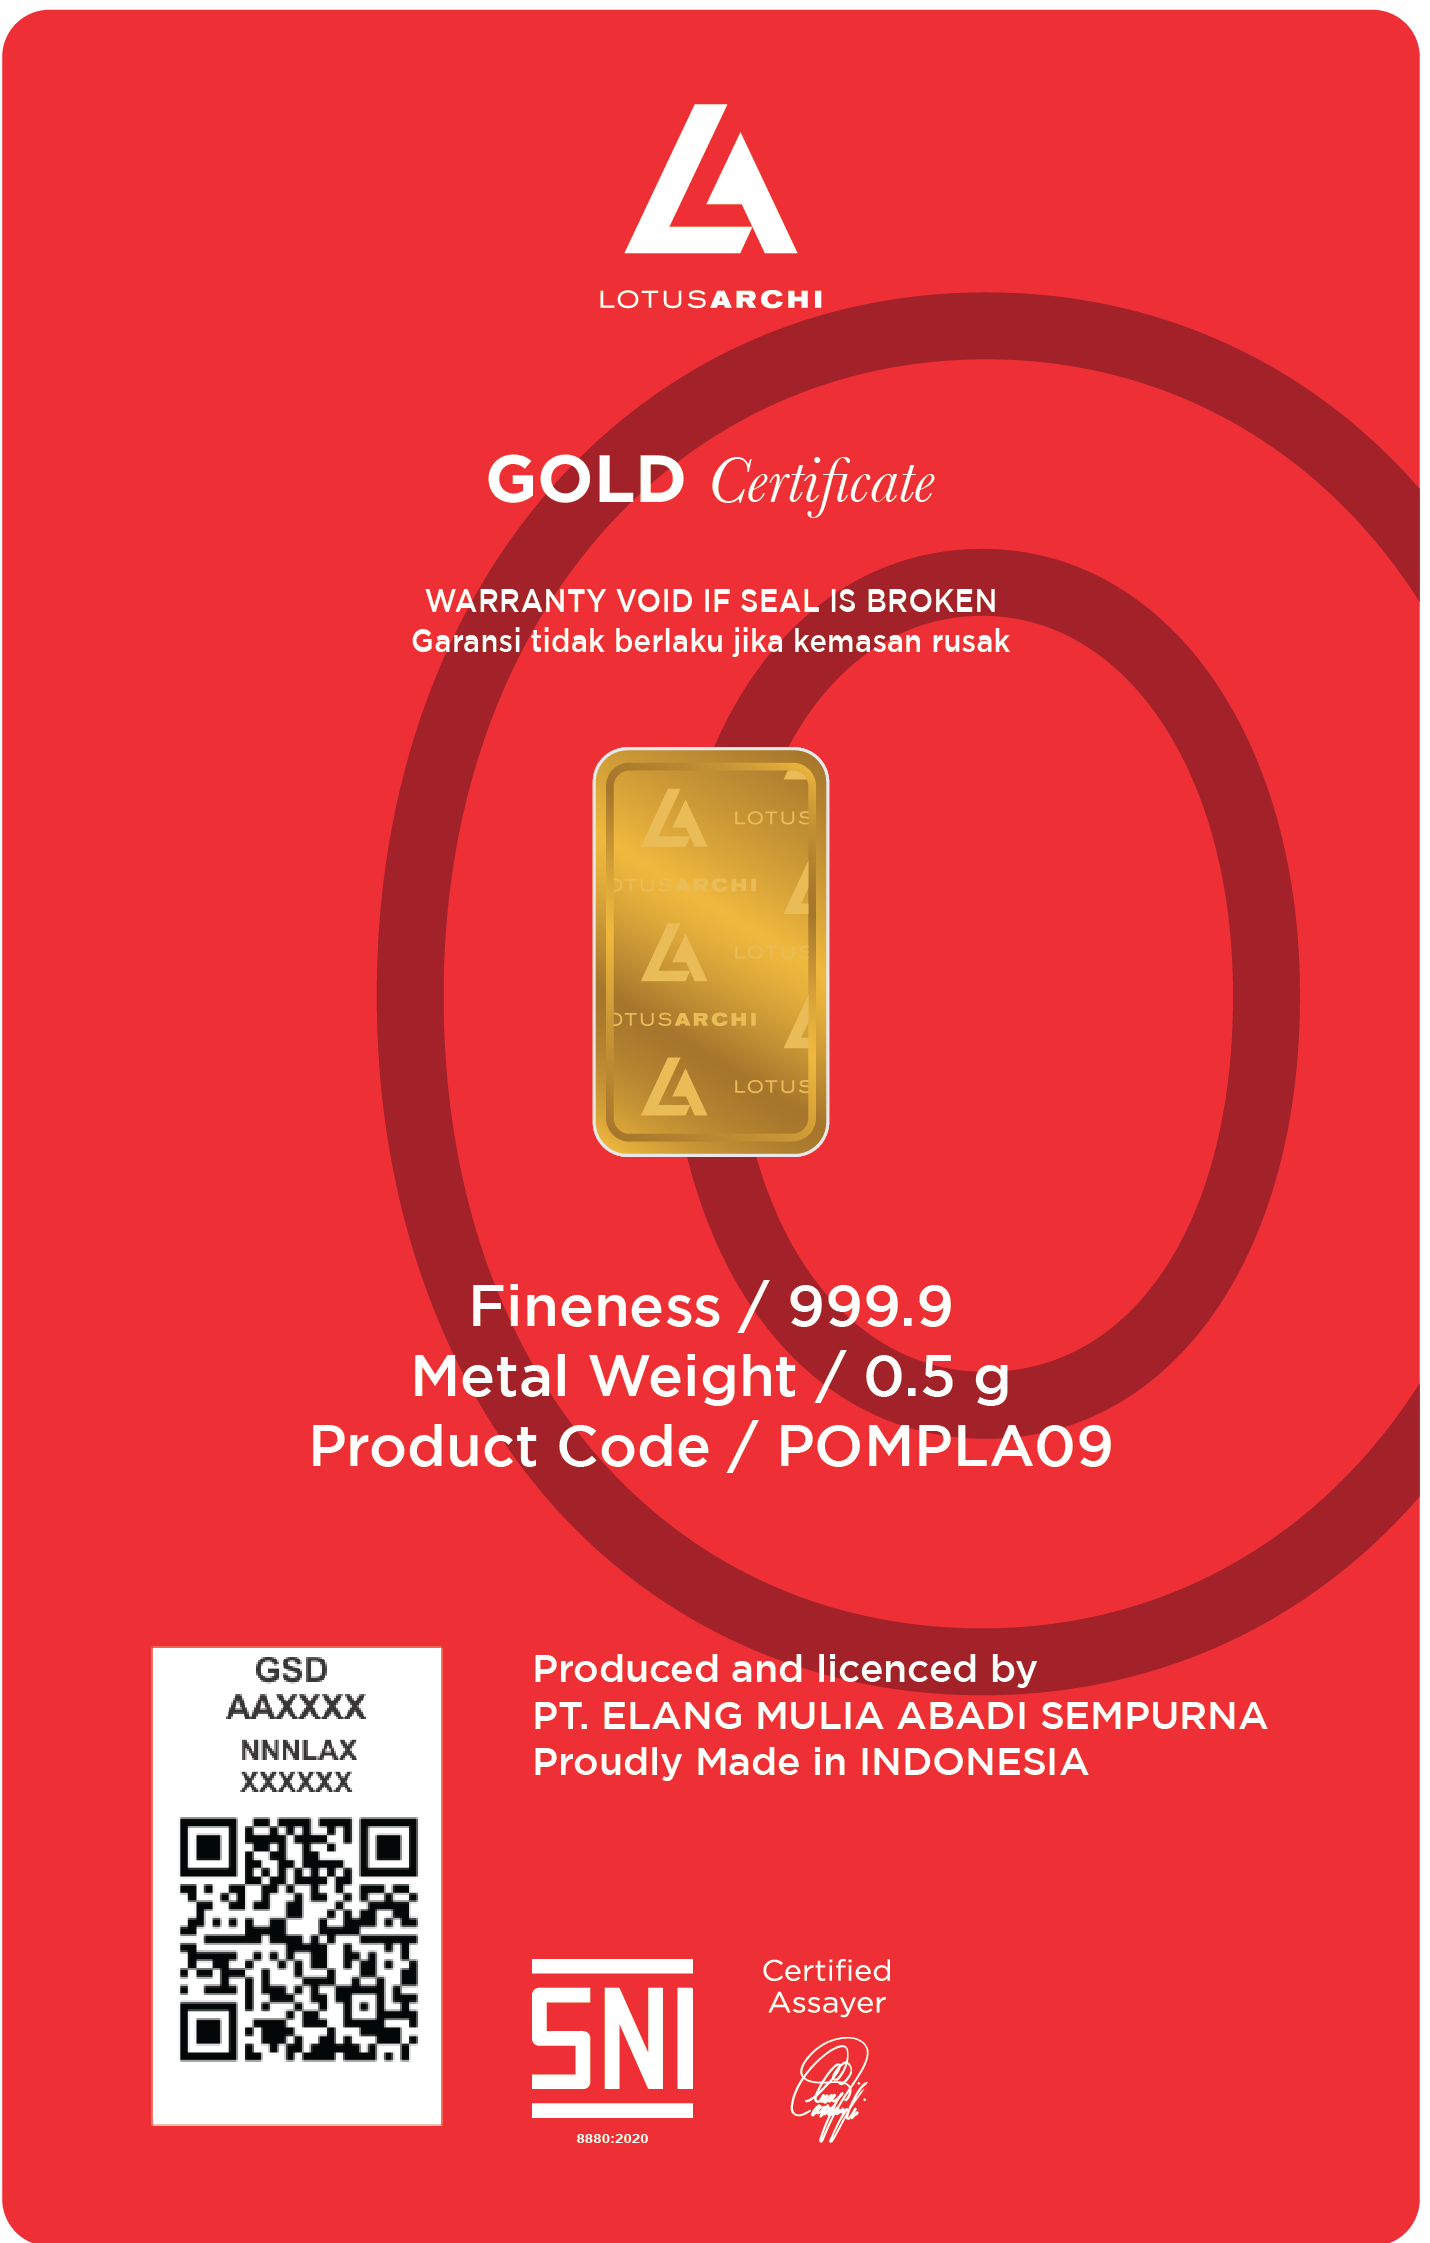 LOTUSARCHI
GOLD Certificate
WARRANTY VOID IF SEAL IS BROKEN
Garansi tidak berlaku jika kemasan rusak
LOTUS
OTUSARCHI
LOTUS
OTUSARCHI
LOTUS
Fineness / 999.9
Metal Weight / 0.5 g
Product Code / POMPLA09
GSD
AAXXXX
NNNLAX
XXXXXX
Produced and licenced by
PT. ELANG MULIA ABADI SEMPURNA
Proudly Made in INDONESIA
SNI
8880:2020
Certified
Assayer